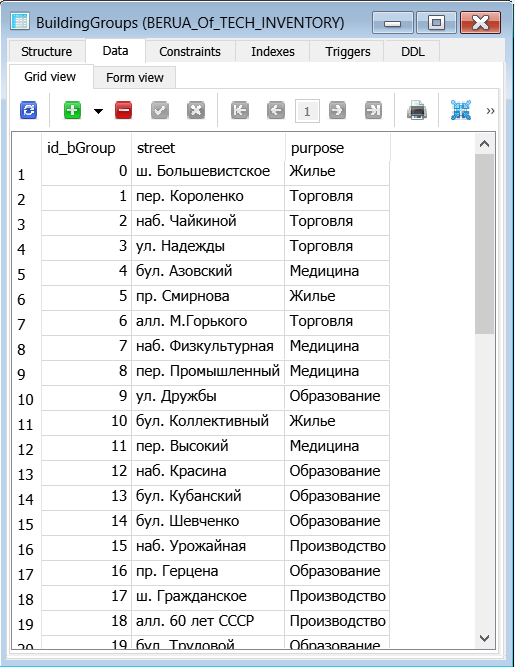 BuildingGroups (BERUA_Of_TECH_INVENTORY)
Structure Data Constraints Indexes Triggers DDL
Grid view Form view
1
id_bGroup street purpose
1 0 ш. Большевистское Жилье
2 1 пер. Короленко Торговля
3 2 наб. Чайкиной Торговля
4 3 ул. Надежды Торговля
5 4 бул. Азовский Медицина
6 5 пр. Смирнова Жилье
7 6 алл. М.Горького Торговля
8 7 наб. Физкультурная Медицина
9 8 пер. Промышленный Медицина
10 9 ул. Дружбы Образование
11 10 бул. Коллективный Жилье
12 11 пер. Высокий Медицина
13 12 наб. Красина Образование
14 13 бул. Кубанский Образование
15 14 бул. Шевченко Образование
16 15 наб. Урожайная Производство
17 16 пр. Герцена Образование
18 17 ш. Гражданское Производство
19 18 алл. 60 лет СССР Производство
20 19 бул. Трудовой Образование